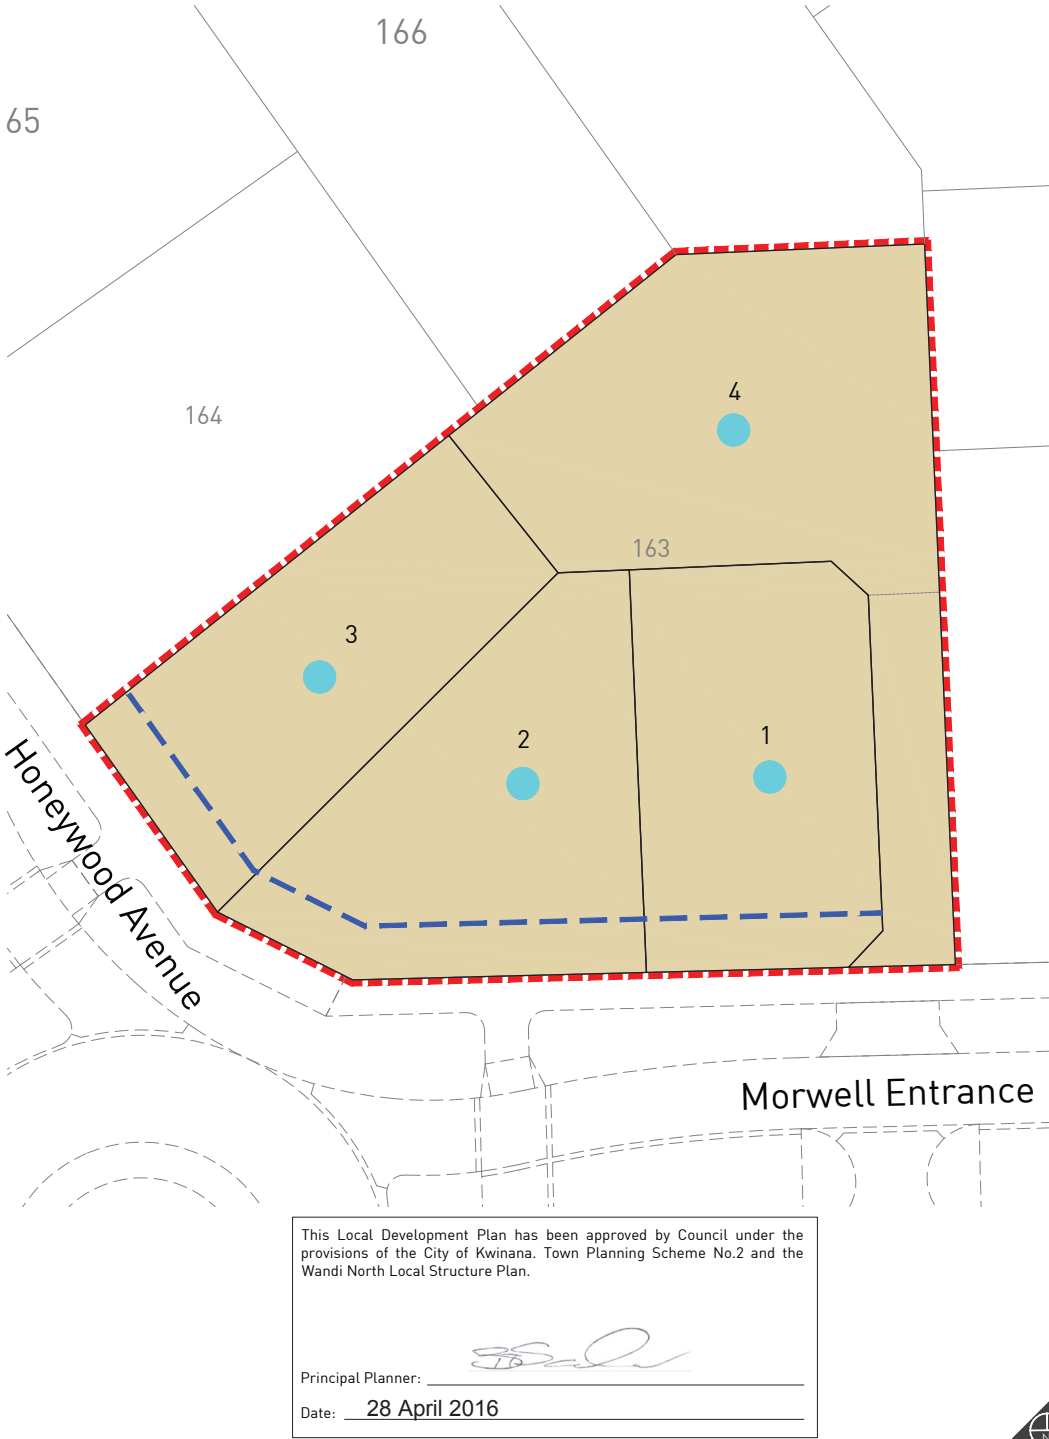 166
65
4
164
163
3
2
1
Honeywood Avenue
Morwell Entrance
This Local Development Plan has been approved by Council under the
provisions of the City of Kwinana. Town Planning Scheme No.2 and the
Wandi North Local Structure Plan.
Principal Planner:
Date: 28 April 2016